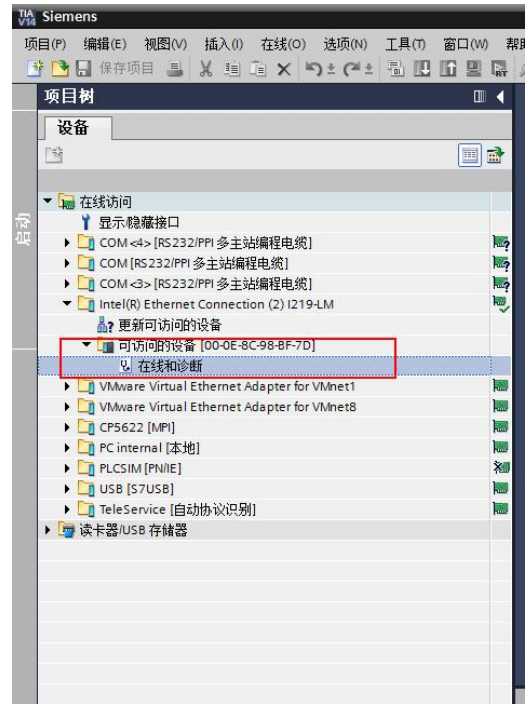 TIA V14 Siemens
项目(P) 编辑(E) 视图(V) 插入(I) 在线(O) 选项(N) 工具(T) 窗口(W)
保存项目
项目树
设备
启动
在线访问
显示/隐藏接口
COM <4> [RS232/PPI 多主站编程电缆]
COM [RS232/PPI 多主站编程电缆]
COM <3> [RS232/PPI 多主站编程电缆]
Intel(R) Ethernet Connection (2) I219-LM
更新可访问的设备
可访问的设备 [00-0E-8C-98-BF-7D]
在线和诊断
VMware Virtual Ethernet Adapter for VMnet1
VMware Virtual Ethernet Adapter for VMnet8
CP5622 [MPI]
PC internal [本地]
PLCSIM [PN/IE]
USB [S7USB]
TeleService [自动协议识别]
读卡器/USB 存储器